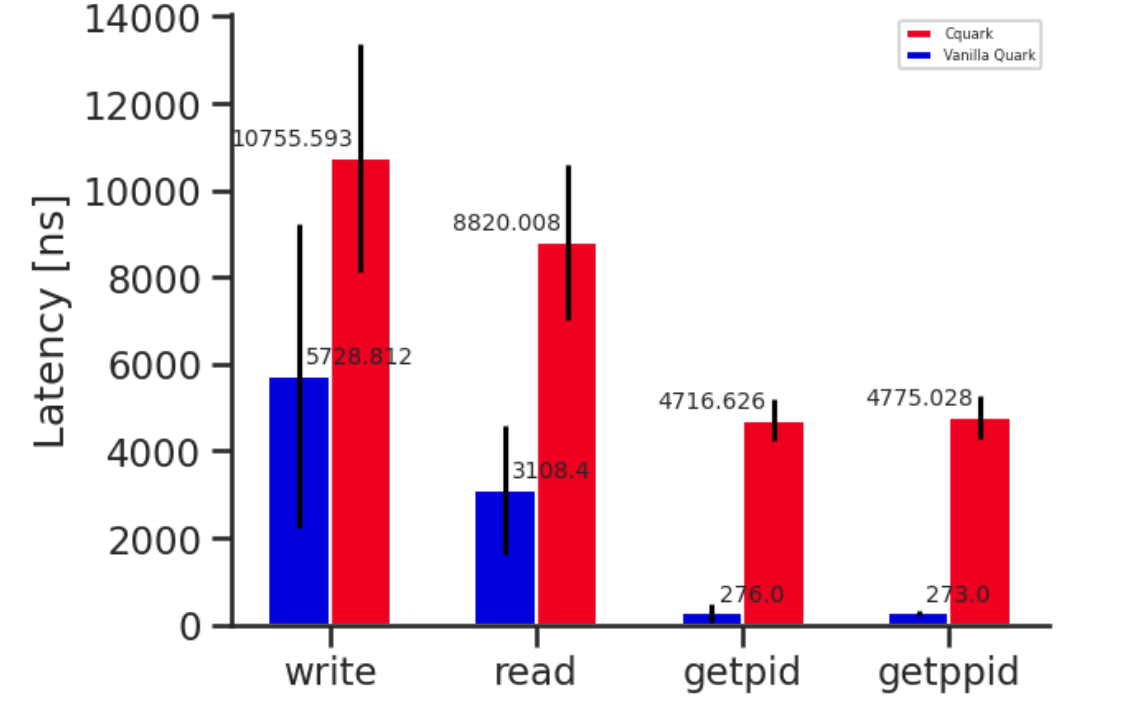 Latency [ns]
14000
12000
10000
8000
6000
4000
2000
0
Cquark
Vanilla Quark
10755.593
5728.812
8820.008
3108.4
4716.626
276.0
4775.028
273.0
write
read
getpid
getppid